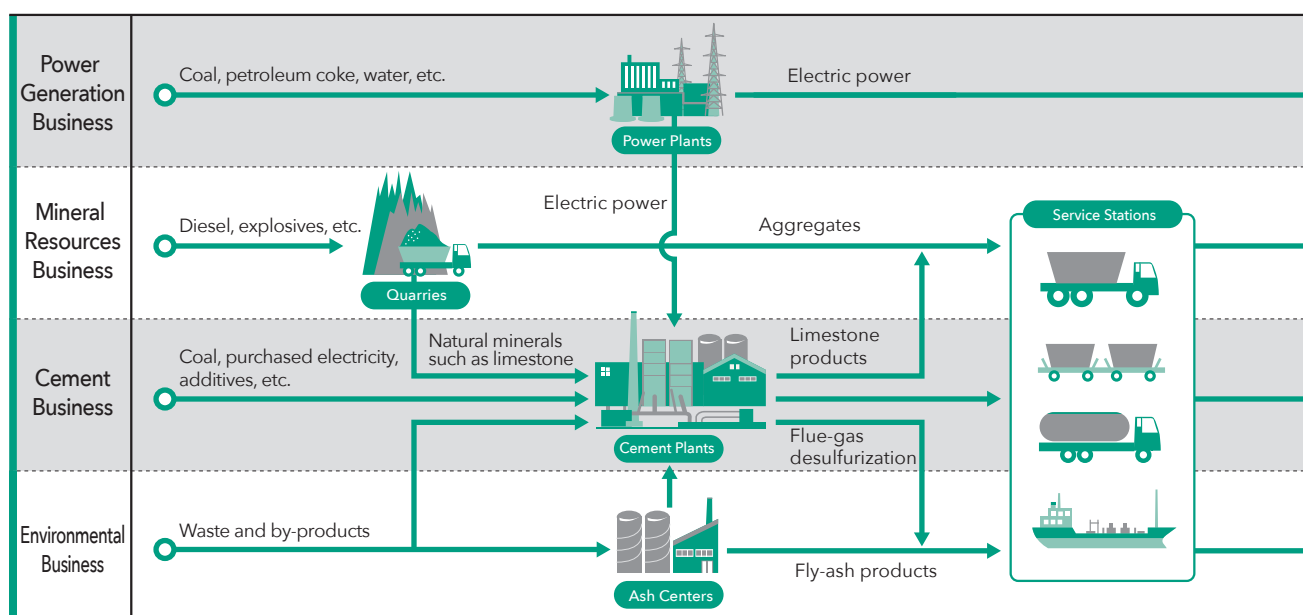 Power
Generation
Business
Coal, petroleum coke, water, etc.
Power Plants
Electric power
Mineral
Resources
Business
Diesel, explosives, etc.
Quarries
Electric power
Aggregates
Service Stations
Cement
Business
Coal, purchased electricity,
additives, etc.
Natural minerals
such as limestone
Cement Plants
Limestone
products
Flue-gas
desulfurization
Environmental
Business
Waste and by-products
Ash Centers
Fly-ash products